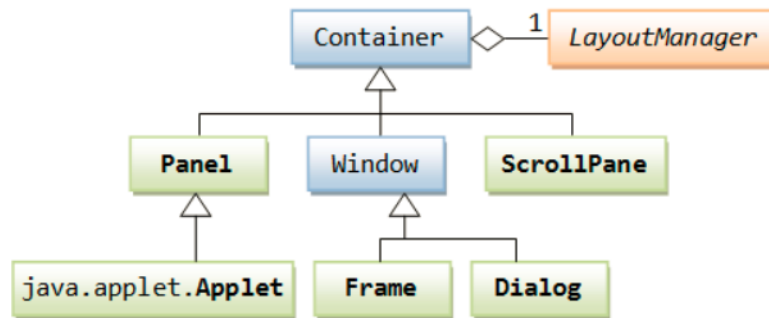 Container
1
LayoutManager
Panel
Window
ScrollPane
java.applet.Applet
Frame
Dialog